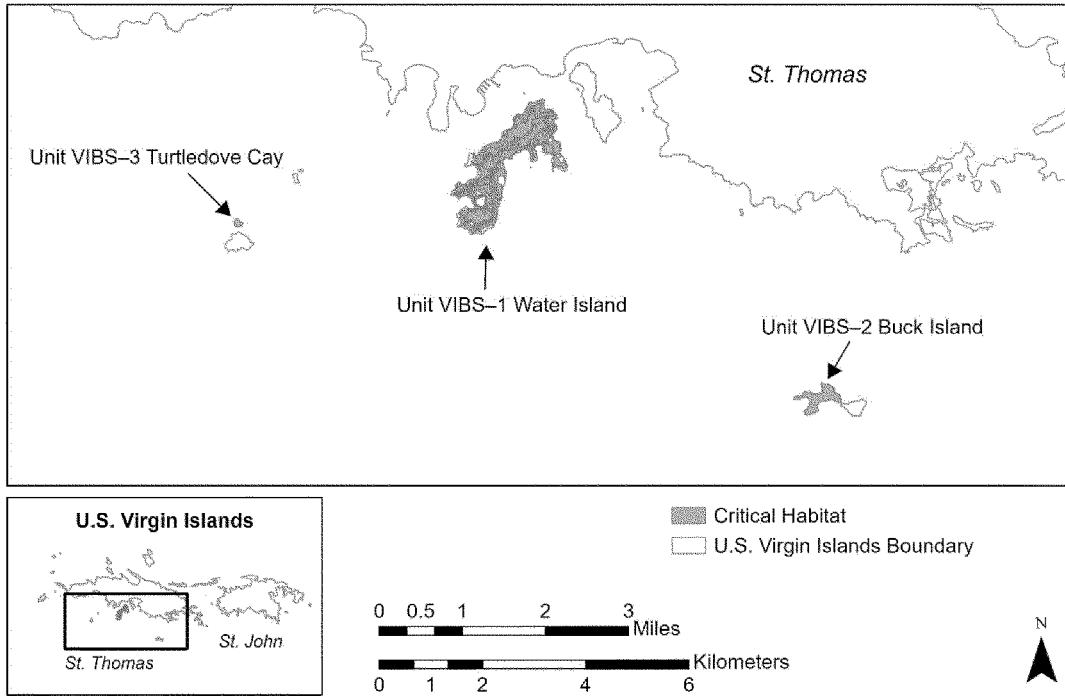 St. Thomas
Unit VIBS–3 Turtledove Cay
Unit VIBS–1 Water Island
Unit VIBS–2 Buck Island
U.S. Virgin Islands
St. John
St. Thomas
Critical Habitat
U.S. Virgin Islands Boundary
0 0.5 1 2 3
Miles
Kilometers
0 1 2 4 6
N